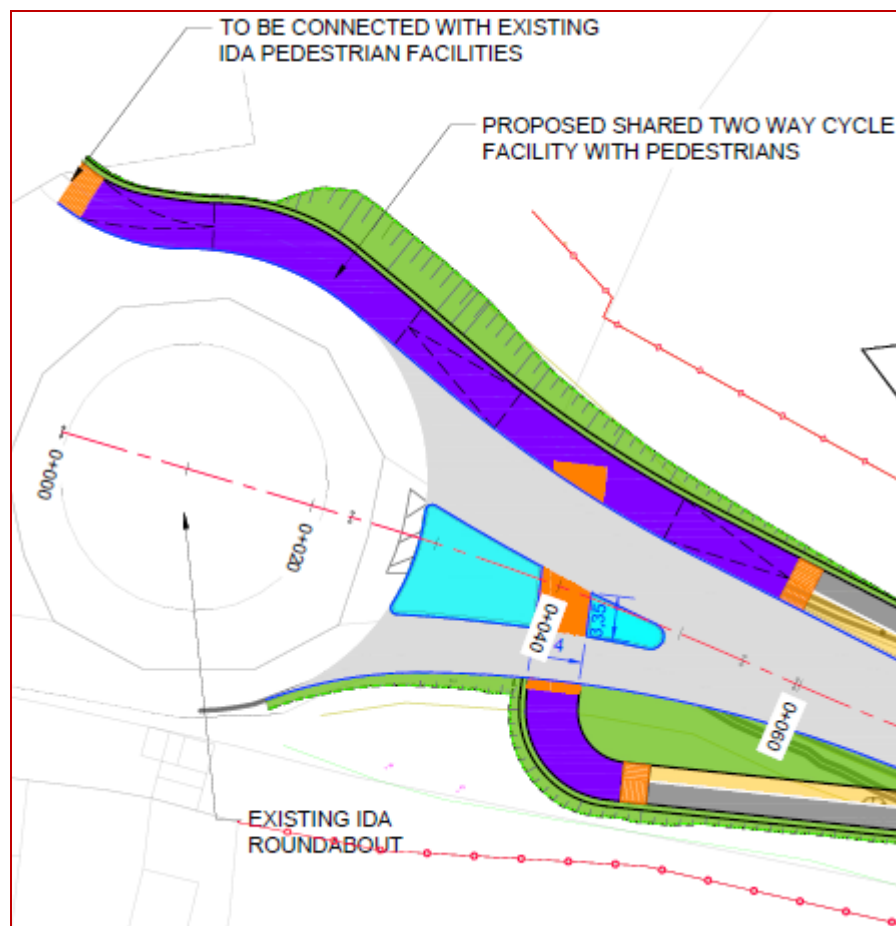 TO BE CONNECTED WITH EXISTING
IDA PEDESTRIAN FACILITIES
PROPOSED SHARED TWO WAY CYCLE
FACILITY WITH PEDESTRIANS
0+000
0+020
0+040
3,35
4
0+060
EXISTING IDA
ROUNDABOUT